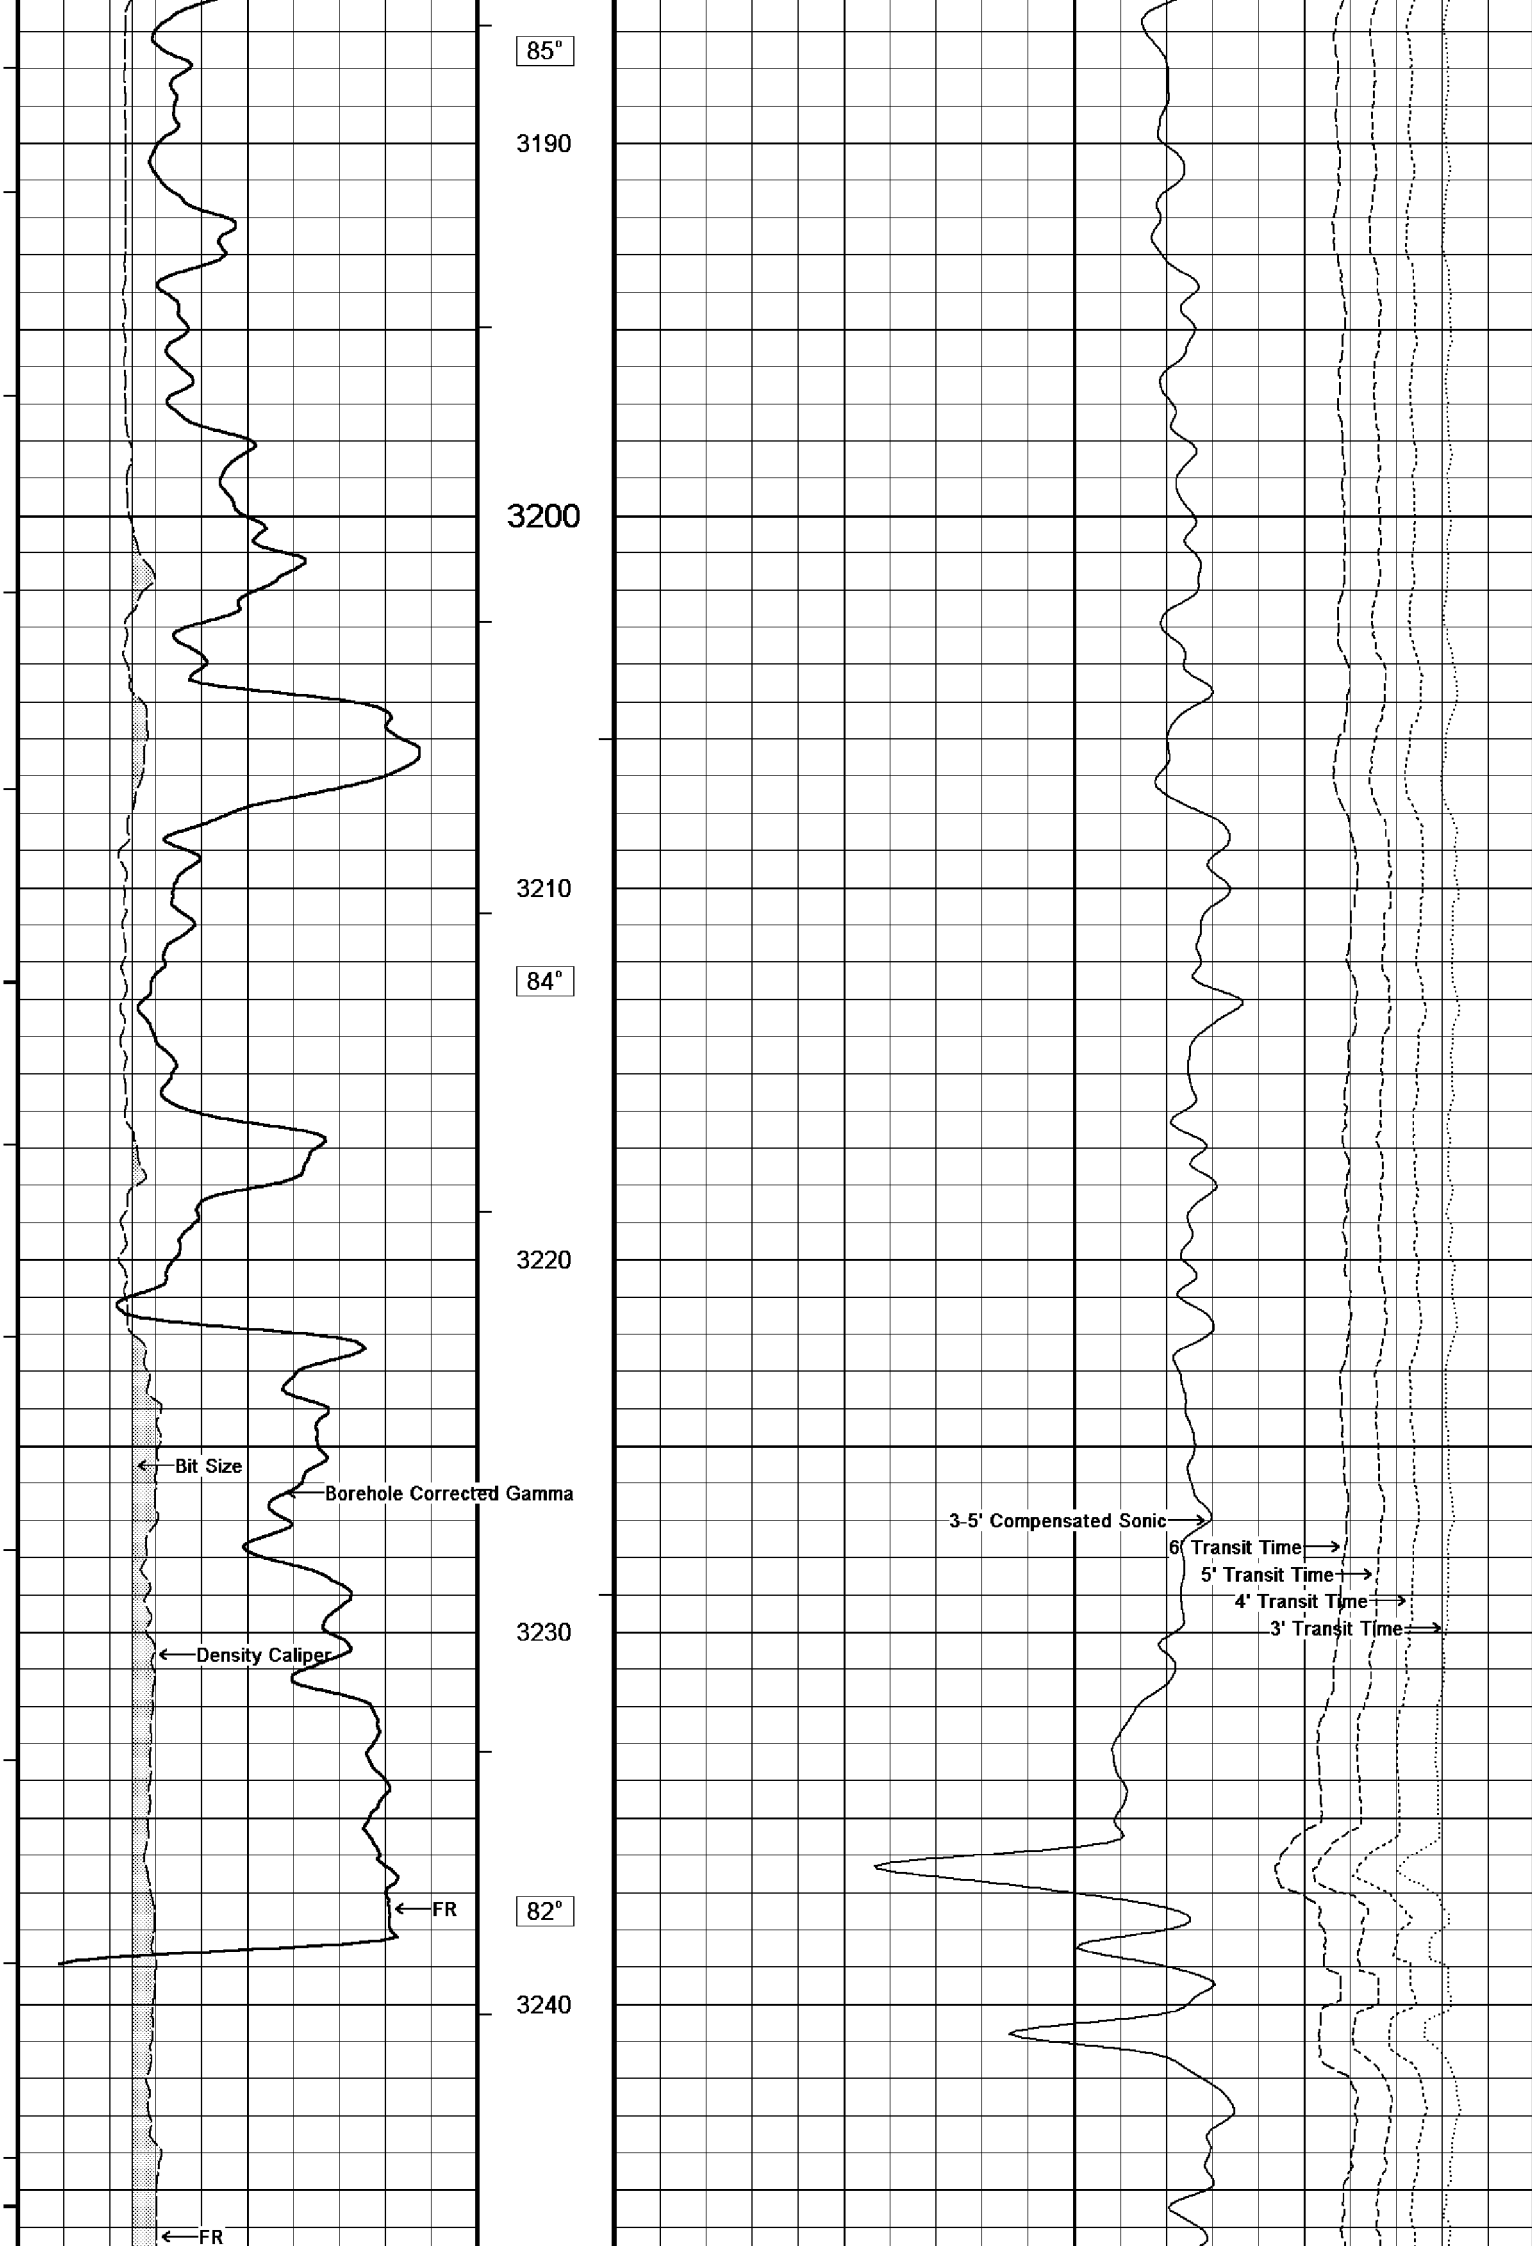 85°
3190
3200
3210
84°
3220
Bit Size
Borehole Corrected Gamma
3-5' Compensated Sonic
6' Transit Time
5' Transit Time
4' Transit Time
3' Transit Time
3230
Density Caliper
FR
82°
3240
FR